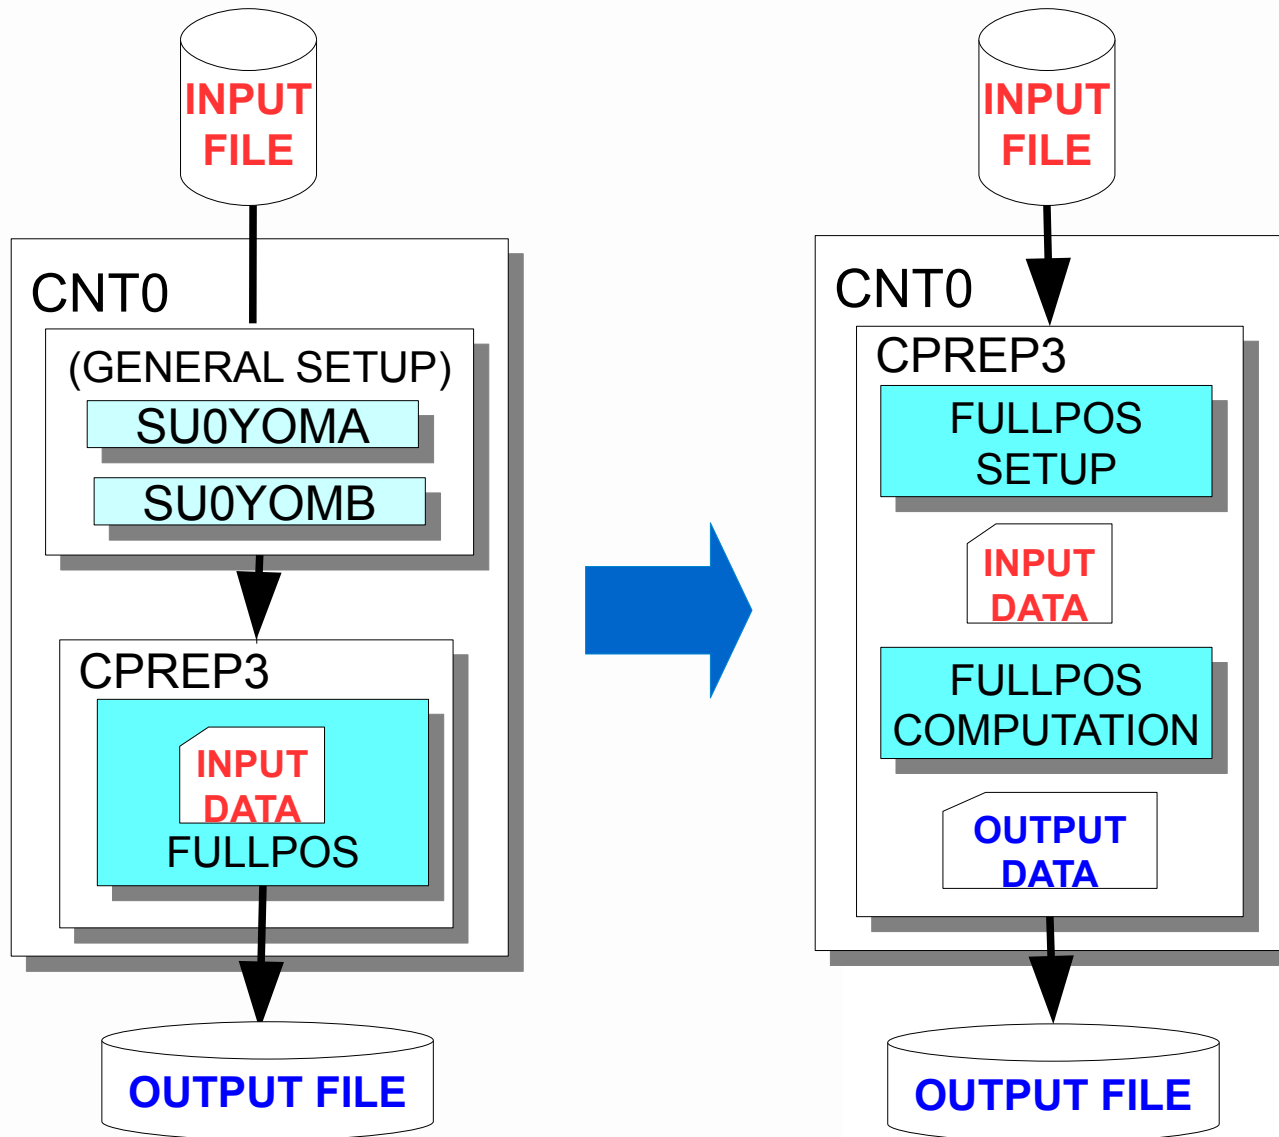 INPUT
FILE
CNT0
(GENERAL SETUP)
SU0YOMA
SU0YOMB
CPREP3
INPUT
DATA
FULLPOS
OUTPUT FILE
INPUT
FILE
CNT0
CPREP3
FULLPOS
SETUP
INPUT
DATA
FULLPOS
COMPUTATION
OUTPUT
DATA
OUTPUT FILE